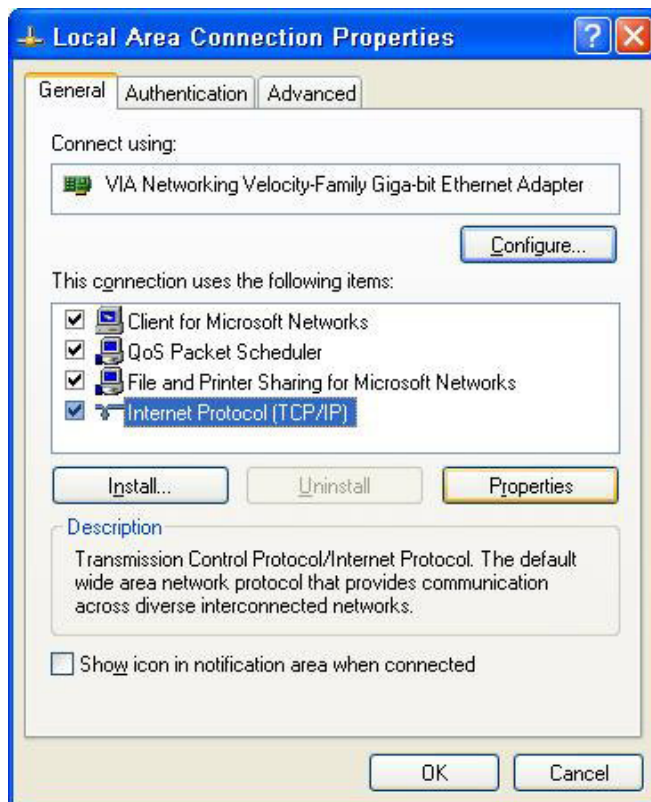 Local Area Connection Properties
General
Authentication
Advanced
Connect using:
VIA Networking Velocity-Family Giga-bit Ethernet Adapter
Configure...
This connection uses the following items:
Client for Microsoft Networks
QoS Packet Scheduler
File and Printer Sharing for Microsoft Networks
Internet Protocol (TCP/IP)
Install...
Uninstall
Properties
Description
Transmission Control Protocol/Internet Protocol. The default
wide area network protocol that provides communication
across diverse interconnected networks.
Show icon in notification area when connected
OK
Cancel